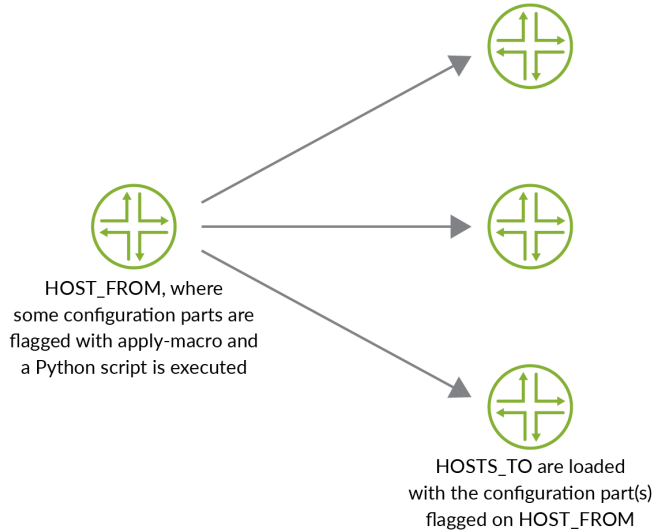 HOST_FROM, where
some configuration parts are
flagged with apply-macro and
a Python script is executed
HOSTS_TO are loaded
with the configuration part(s)
flagged on HOST_FROM